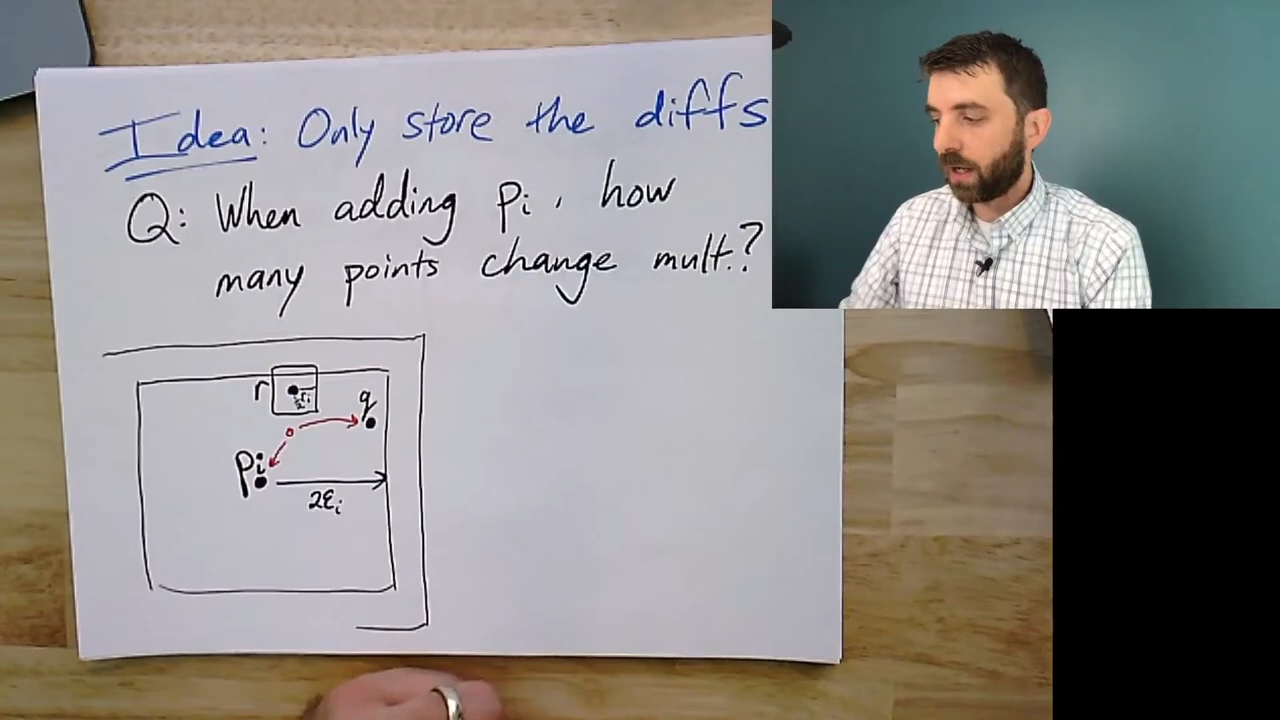 Idea: Only store the diffs
Q: When adding pi, how
many points change mult.?
r
q
pi
2εi